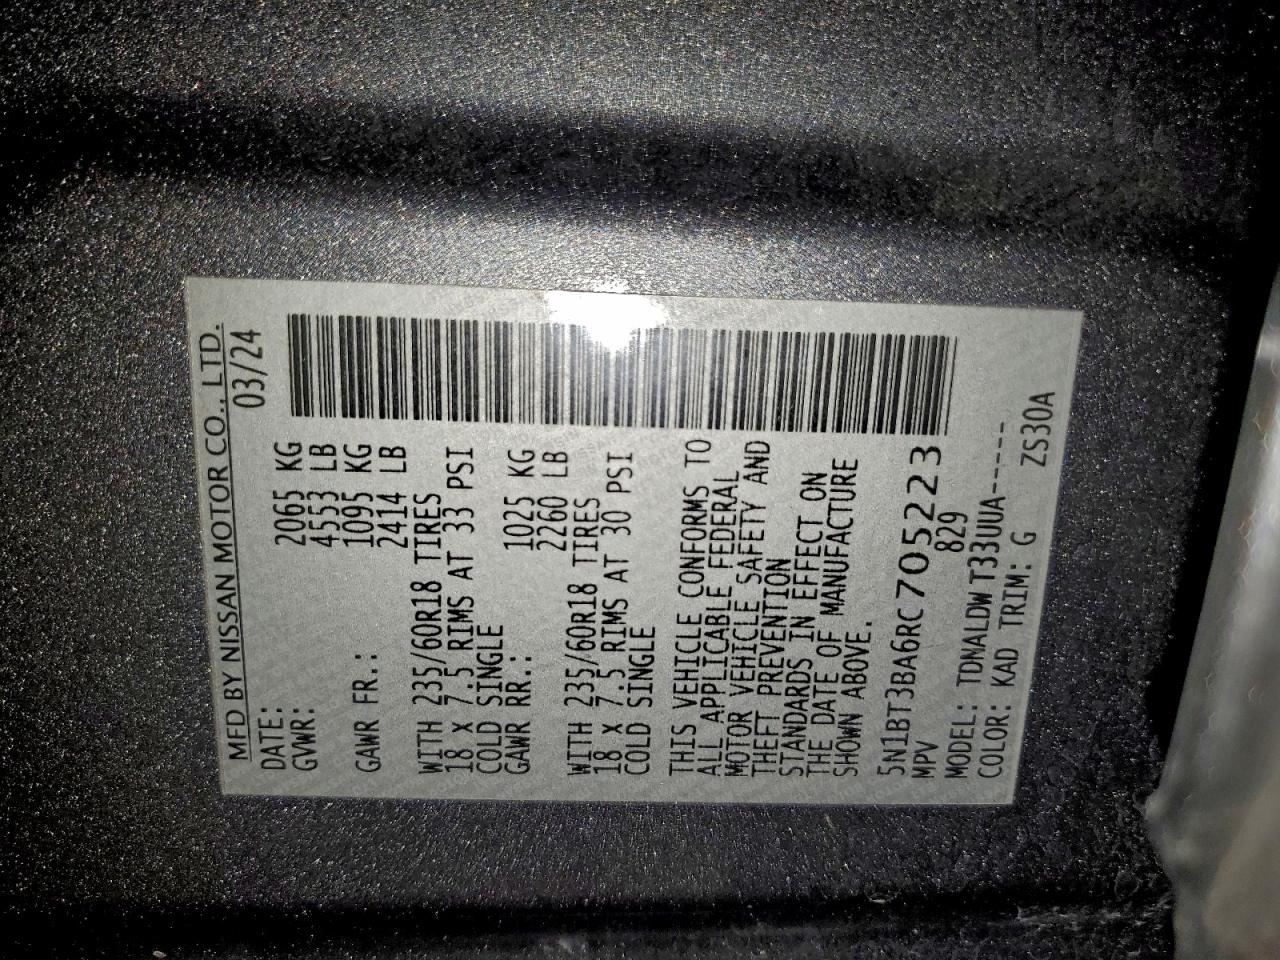 MFD BY NISSAN MOTOR CO., LTD.
DATE: 03/24
GVWR: 2065 KG
4553 LB
GAWR FR.: 1095 KG
2414 LB
WITH 235/60R18 TIRES
18 X 7.5 RIMS AT 33 PSI
COLD SINGLE
GAWR RR.: 1025 KG
2260 LB
WITH 235/60R18 TIRES
18 X 7.5 RIMS AT 30 PSI
COLD SINGLE
THIS VEHICLE CONFORMS TO
ALL APPLICABLE FEDERAL
MOTOR VEHICLE SAFETY AND
THEFT PREVENTION
STANDARDS IN EFFECT ON
THE DATE OF MANUFACTURE
SHOWN ABOVE.
5N1BT3BA6RC705223
MPV 829
MODEL: TDMALDW T33UUA------
COLOR: KAD TRIM: G ZS30A